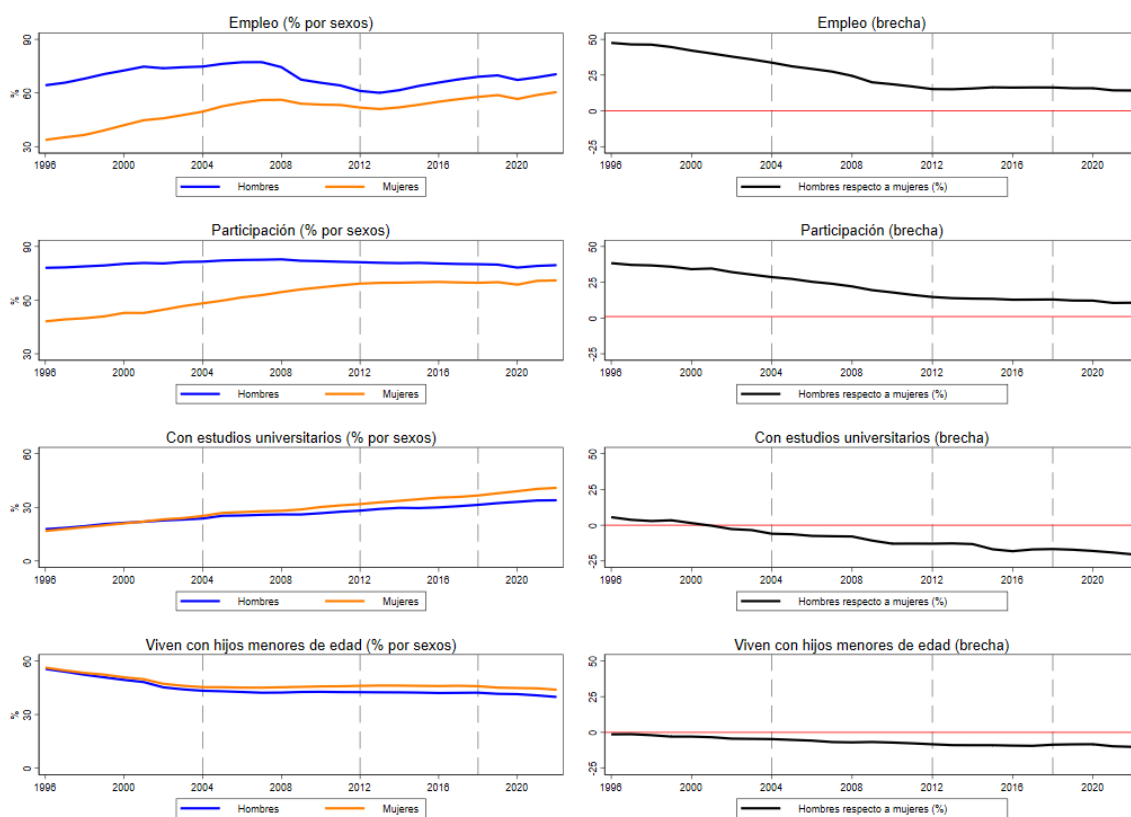 Empleo (% por sexos)
90
60
30
%
1996 2000 2004 2008 2012 2016 2020
Hombres Mujeres
Empleo (brecha)
50
25
0
-25
1996 2000 2004 2008 2012 2016 2020
Hombres respecto a mujeres (%)
Participación (% por sexos)
90
60
30
%
1996 2000 2004 2008 2012 2016 2020
Hombres Mujeres
Participación (brecha)
50
25
0
-25
1996 2000 2004 2008 2012 2016 2020
Hombres respecto a mujeres (%)
Con estudios universitarios (% por sexos)
60
30
0
%
1996 2000 2004 2008 2012 2016 2020
Hombres Mujeres
Con estudios universitarios (brecha)
50
25
0
-25
1996 2000 2004 2008 2012 2016 2020
Hombres respecto a mujeres (%)
Viven con hijos menores de edad (% por sexos)
60
30
0
%
1996 2000 2004 2008 2012 2016 2020
Hombres Mujeres
Viven con hijos menores de edad (brecha)
50
25
0
-25
1996 2000 2004 2008 2012 2016 2020
Hombres respecto a mujeres (%)